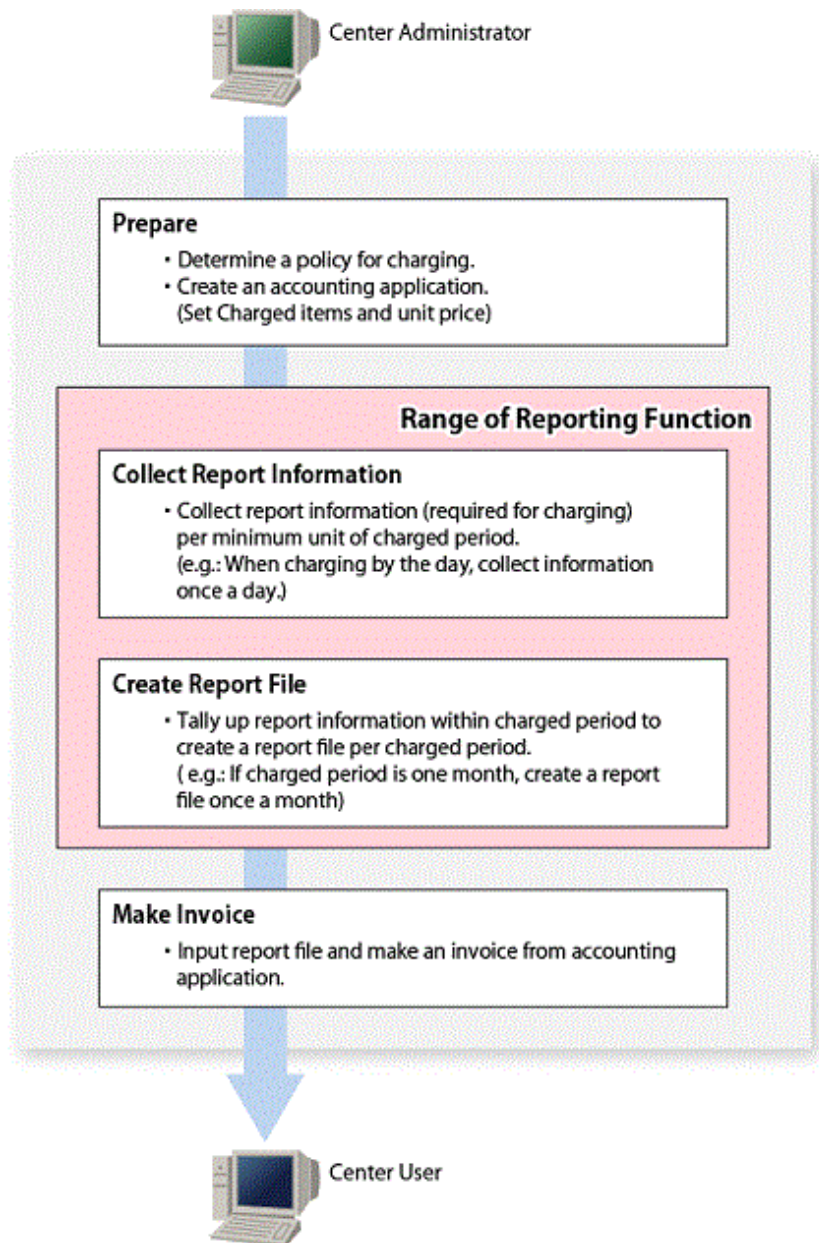 Center Administrator
Prepare
・Determine a policy for charging.
・Create an accounting application.
(Set Charged items and unit price)
Range of Reporting Function
Collect Report Information
・Collect report information (required for charging)
per minimum unit of charged period.
(e.g.: When charging by the day, collect information
once a day.)
Create Report File
・Tally up report information within charged period to
create a report file per charged period.
( e.g.: If charged period is one month, create a report
file once a month)
Make Invoice
・Input report file and make an invoice from accounting
application.
Center User